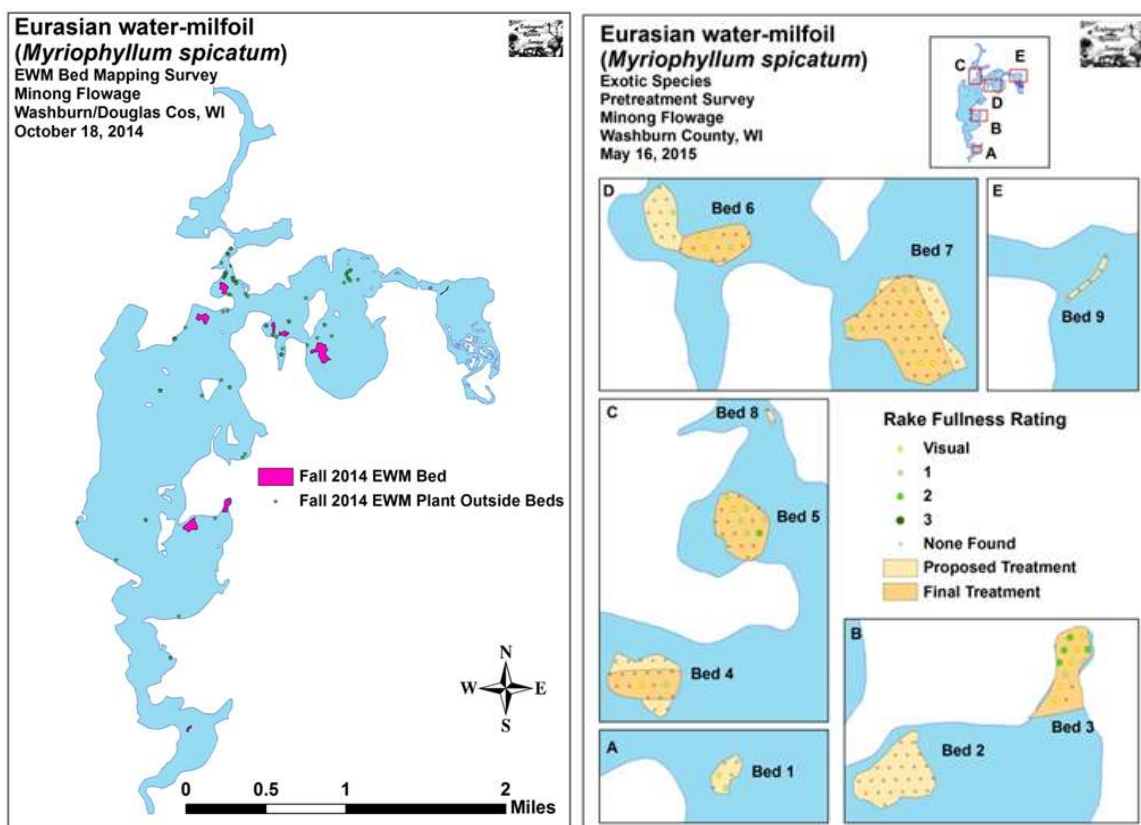 Eurasian water-milfoil
(Myriophyllum spicatum)
EWM Bed Mapping Survey
Minong Flowage
Washburn/Douglas Cos, WI
October 18, 2014
Fall 2014 EWM Bed
Fall 2014 EWM Plant Outside Beds
N
W E
S
0 0.5 1 2
Miles
Eurasian water-milfoil
(Myriophyllum spicatum)
Exotic Species
Pretreatment Survey
Minong Flowage
Washburn County, WI
May 16, 2015
C E
D
B
A
D
Bed 6
Bed 7
E
Bed 9
C
Bed 8
Bed 5
Bed 4
Rake Fullness Rating
Visual
1
2
3
None Found
Proposed Treatment
Final Treatment
A
Bed 1
B
Bed 3
Bed 2